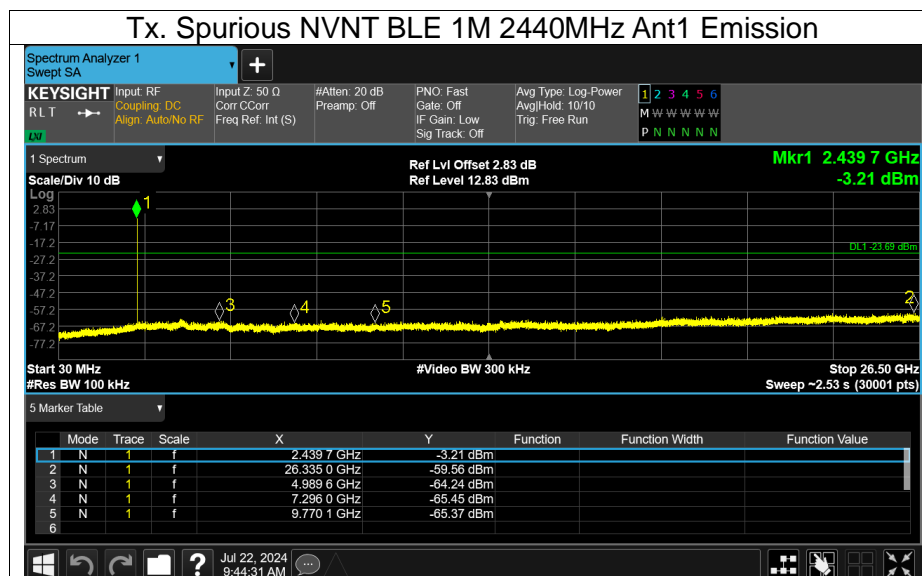 Tx. Spurious NVNT BLE 1M 2440MHz Ant1 Emission
Spectrum Analyzer 1
Swept SA
+
KEYSIGHT
RLT
LXI
Input: RF
Coupling: DC
Align: Auto/No RF
Input Z: 50 Ω
Corr CCorr
Freq Ref: Int (S)
#Atten: 20 dB
Preamp: Off
PNO: Fast
Gate: Off
IF Gain: Low
Sig Track: Off
Avg Type: Log-Power
Avg|Hold: 10/10
Trig: Free Run
1 2 3 4 5 6
M W W W W W
P N N N N N
1 Spectrum
Scale/Div 10 dB
Ref Lvl Offset 2.83 dB
Ref Level 12.83 dBm
Mkr1 2.439 7 GHz
-3.21 dBm
Log
2.83
-7.17
-17.2
-27.2
-37.2
-47.2
-57.2
-67.2
-77.2
1
DL1 -23.69 dBm
2
3
4
5
Start 30 MHz
#Res BW 100 kHz
#Video BW 300 kHz
Stop 26.50 GHz
Sweep ~2.53 s (30001 pts)
5 Marker Table
Mode Trace Scale X Y Function Function Width Function Value
1 N 1 f 2.439 7 GHz -3.21 dBm
2 N 1 f 26.335 0 GHz -59.56 dBm
3 N 1 f 4.989 6 GHz -64.24 dBm
4 N 1 f 7.296 0 GHz -65.45 dBm
5 N 1 f 9.770 1 GHz -65.37 dBm
6
?
Jul 22, 2024
9:44:31 AM